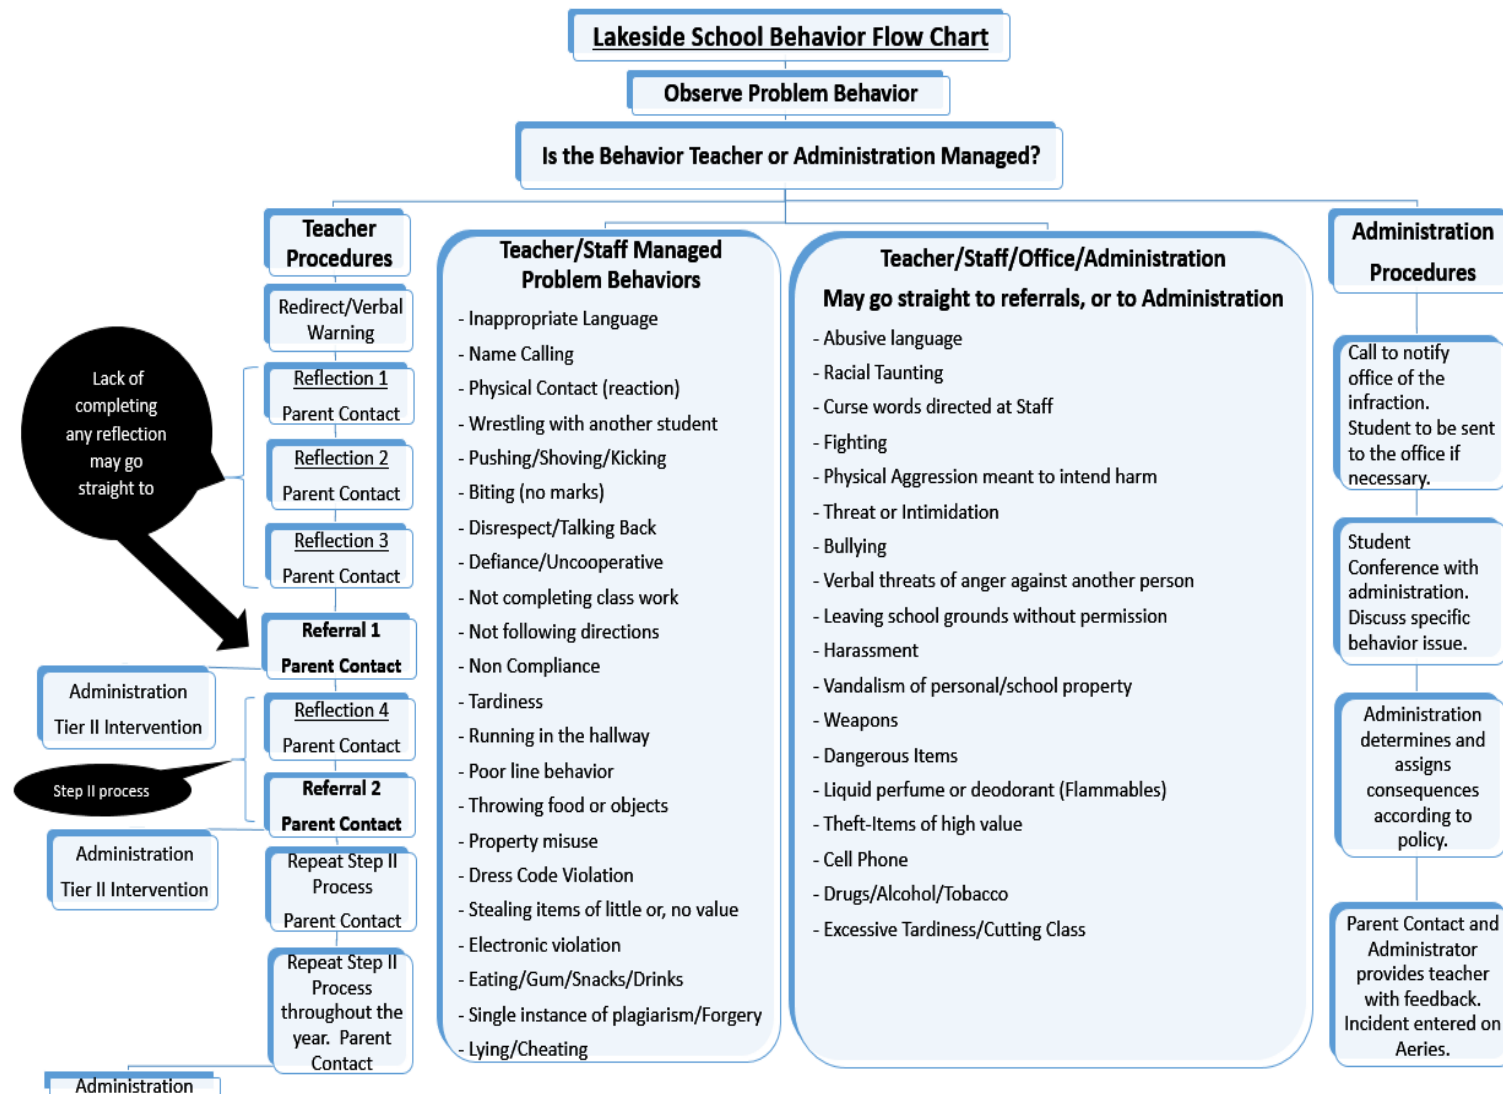 Lakeside School Behavior Flow Chart
Observe Problem Behavior
Is the Behavior Teacher or Administration Managed?
Teacher
Procedures
Redirect/Verbal
Warning
Reflection 1
Parent Contact
Reflection 2
Parent Contact
Reflection 3
Parent Contact
Lack of
completing
any reflection
may go
straight to
Referral 1
Parent Contact
Administration
Tier II Intervention
Reflection 4
Parent Contact
Step II process
Referral 2
Parent Contact
Administration
Tier II Intervention
Repeat Step II
Process
Parent Contact
Repeat Step II
Process
throughout the
year. Parent
Contact
Administration
Teacher/Staff Managed
Problem Behaviors
- Inappropriate Language
- Name Calling
- Physical Contact (reaction)
- Wrestling with another student
- Pushing/Shoving/Kicking
- Biting (no marks)
- Disrespect/Talking Back
- Defiance/Uncooperative
- Not completing class work
- Not following directions
- Non Compliance
- Tardiness
- Running in the hallway
- Poor line behavior
- Throwing food or objects
- Property misuse
- Dress Code Violation
- Stealing items of little or, no value
- Electronic violation
- Eating/Gum/Snacks/Drinks
- Single instance of plagiarism/Forgery
- Lying/Cheating
Teacher/Staff/Office/Administration
May go straight to referrals, or to Administration
- Abusive language
- Racial Taunting
- Curse words directed at Staff
- Fighting
- Physical Aggression meant to intend harm
- Threat or Intimidation
- Bullying
- Verbal threats of anger against another person
- Leaving school grounds without permission
- Harassment
- Vandalism of personal/school property
- Weapons
- Dangerous Items
- Liquid perfume or deodorant (Flammables)
- Theft-Items of high value
- Cell Phone
- Drugs/Alcohol/Tobacco
- Excessive Tardiness/Cutting Class
Administration
Procedures
Call to notify
office of the
infraction.
Student to be sent
to the office if
necessary.
Student
Conference with
administration.
Discuss specific
behavior issue.
Administration
determines and
assigns
consequences
according to
policy.
Parent Contact and
Administrator
provides teacher
with feedback.
Incident entered on
Aeries.